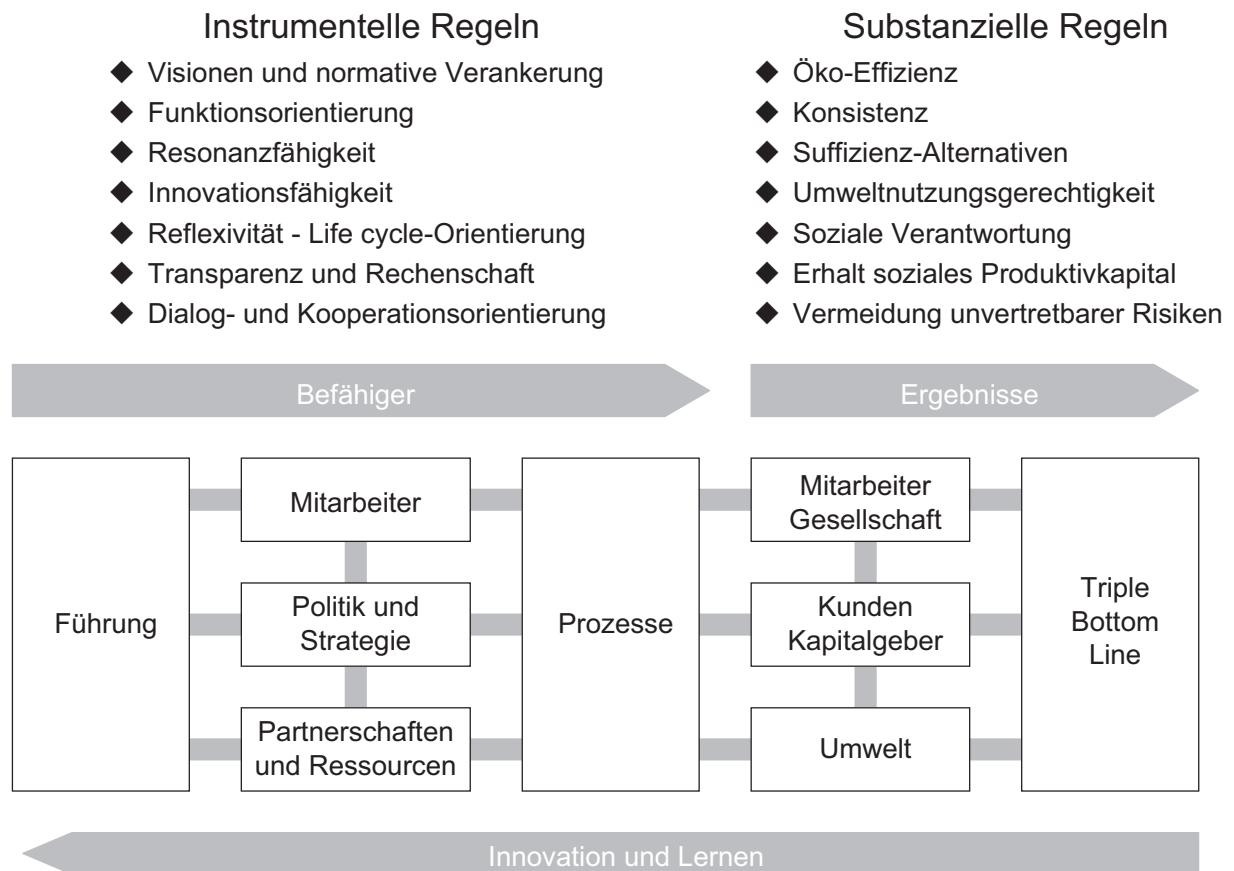 Instrumentelle Regeln
◆ Visionen und normative Verankerung
◆ Funktionsorientierung
◆ Resonanzfähigkeit
◆ Innovationsfähigkeit
◆ Reflexivität - Life cycle-Orientierung
◆ Transparenz und Rechenschaft
◆ Dialog- und Kooperationsorientierung
Substanzielle Regeln
◆ Öko-Effizienz
◆ Konsistenz
◆ Suffizienz-Alternativen
◆ Umweltnutzungsgerechtigkeit
◆ Soziale Verantwortung
◆ Erhalt soziales Produktivkapital
◆ Vermeidung unvertretbarer Risiken
Befähiger
Ergebnisse
Führung
Mitarbeiter
Politik und
Strategie
Partnerschaften
und Ressourcen
Prozesse
Mitarbeiter
Gesellschaft
Kunden
Kapitalgeber
Umwelt
Triple
Bottom
Line
Innovation und Lernen